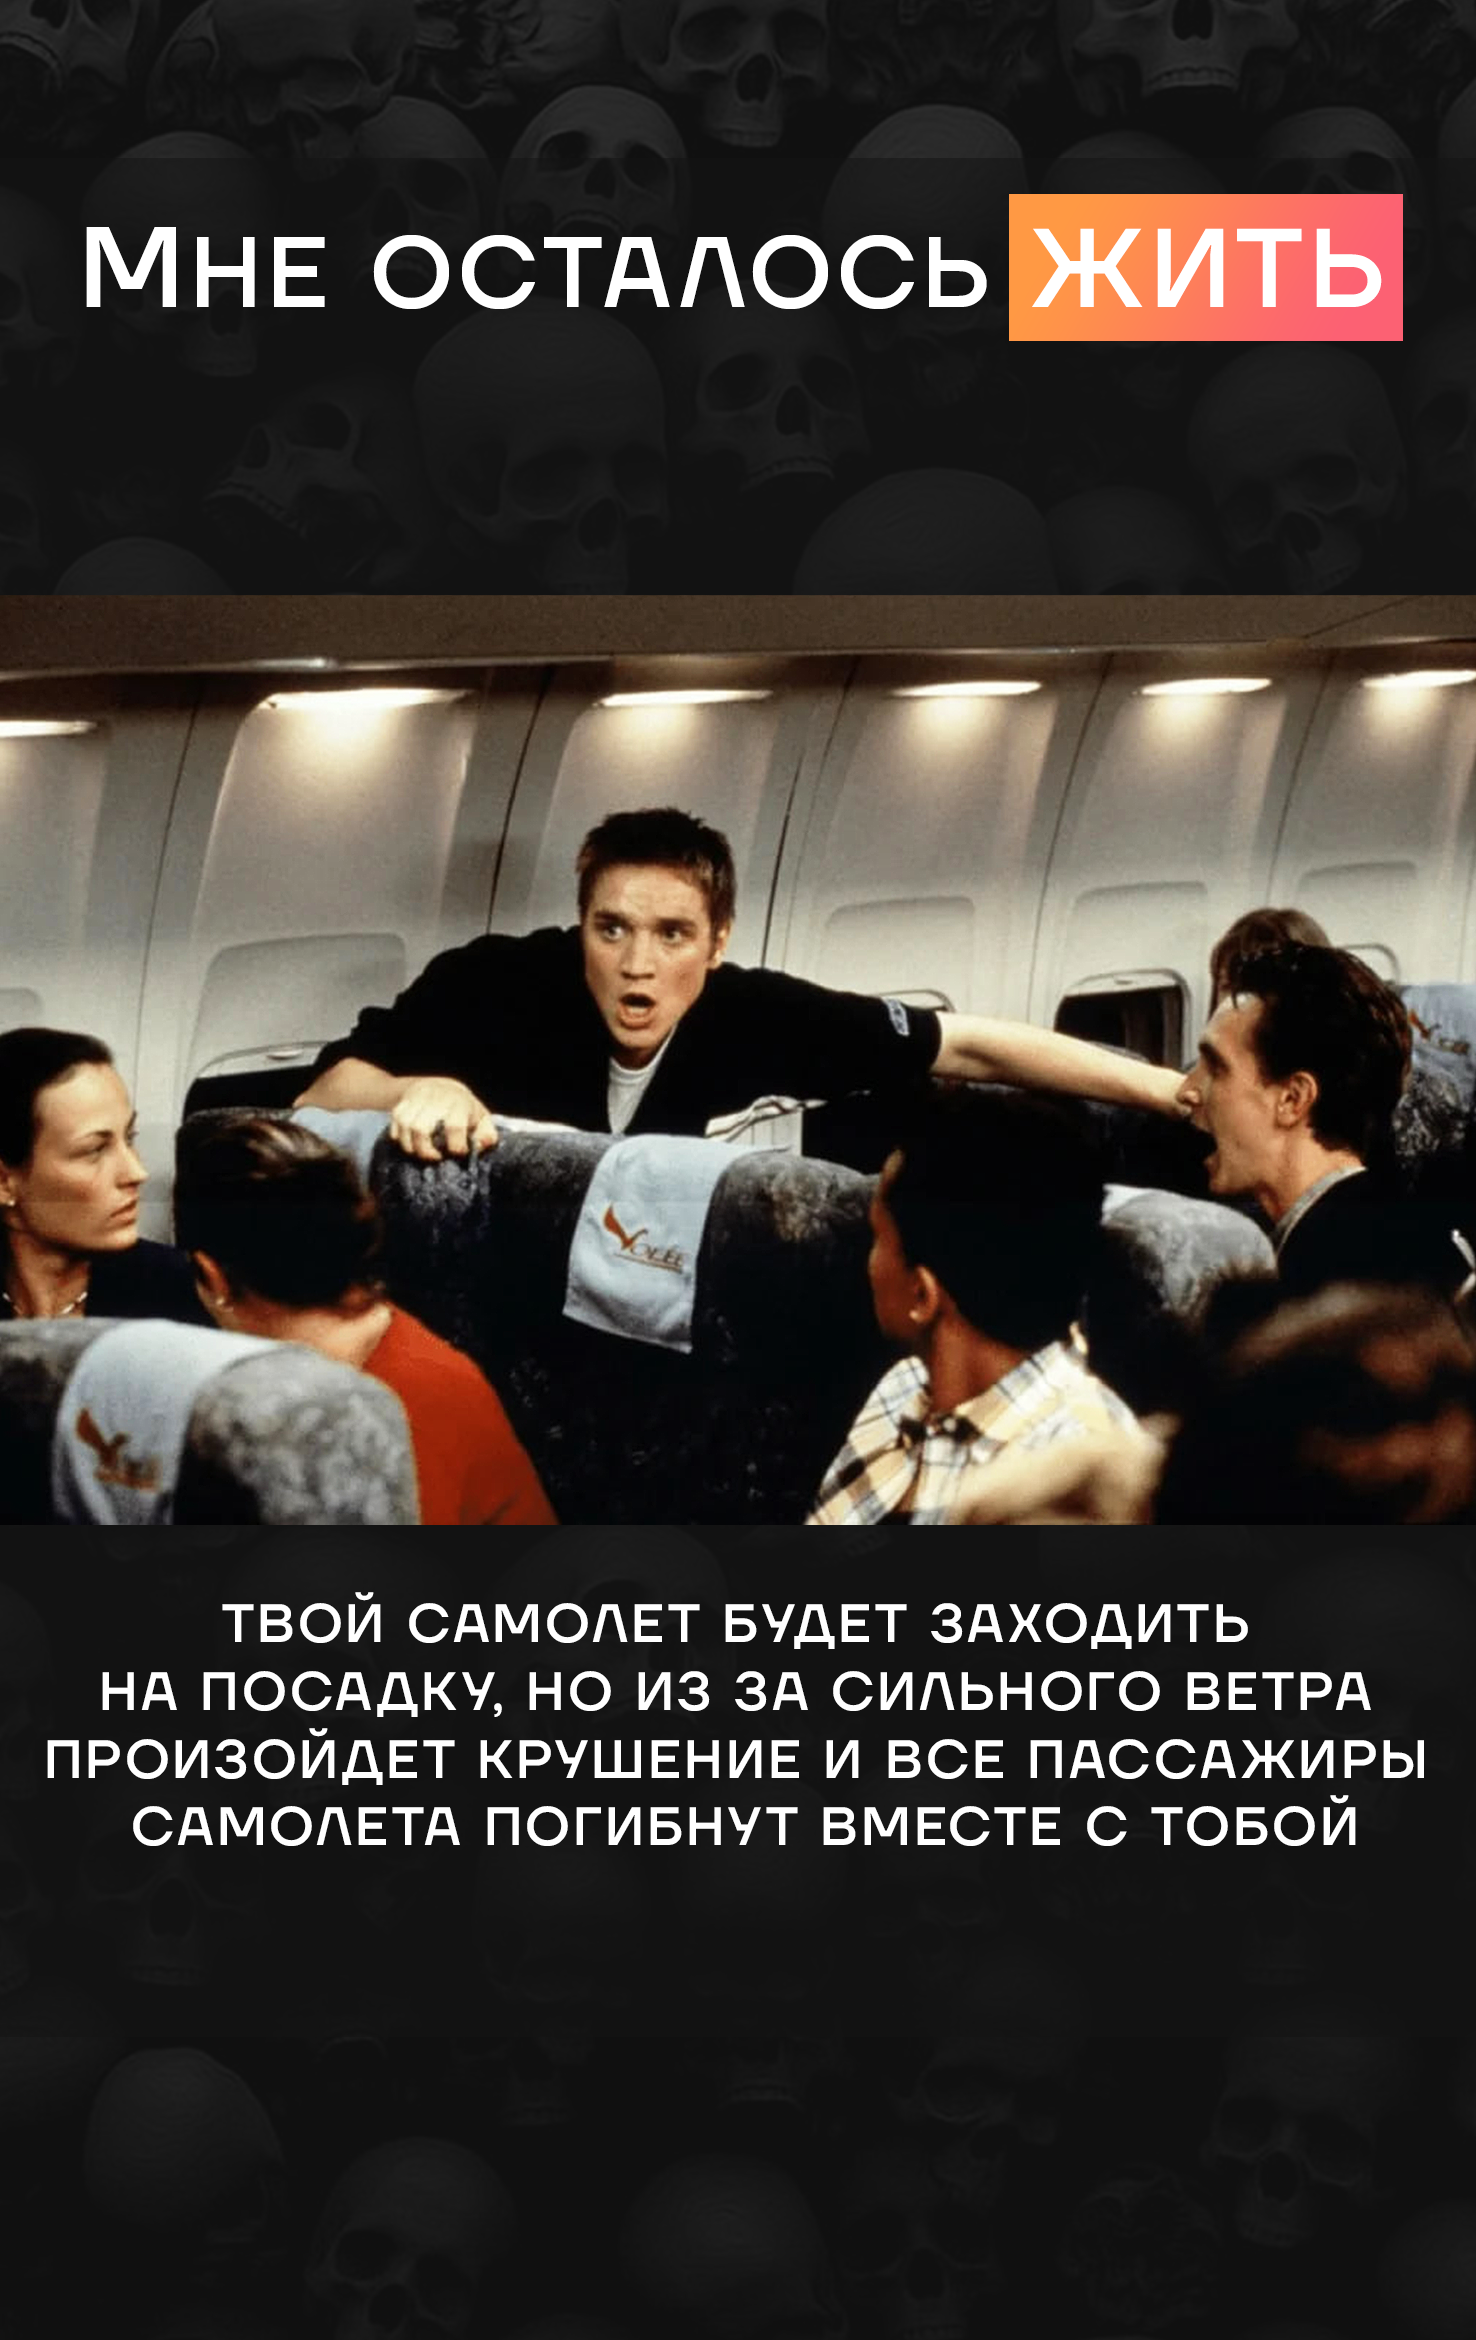 Мне осталось жить
Volée
ТВОЙ САМОЛЕТ БУДЕТ ЗАХОДИТЬ
НА ПОСАДКУ, НО ИЗ ЗА СИЛЬНОГО ВЕТРА
ПРОИЗОЙДЕТ КРУШЕНИЕ И ВСЕ ПАССАЖИРЫ
САМОЛЕТА ПОГИБНУТ ВМЕСТЕ С ТОБОЙ